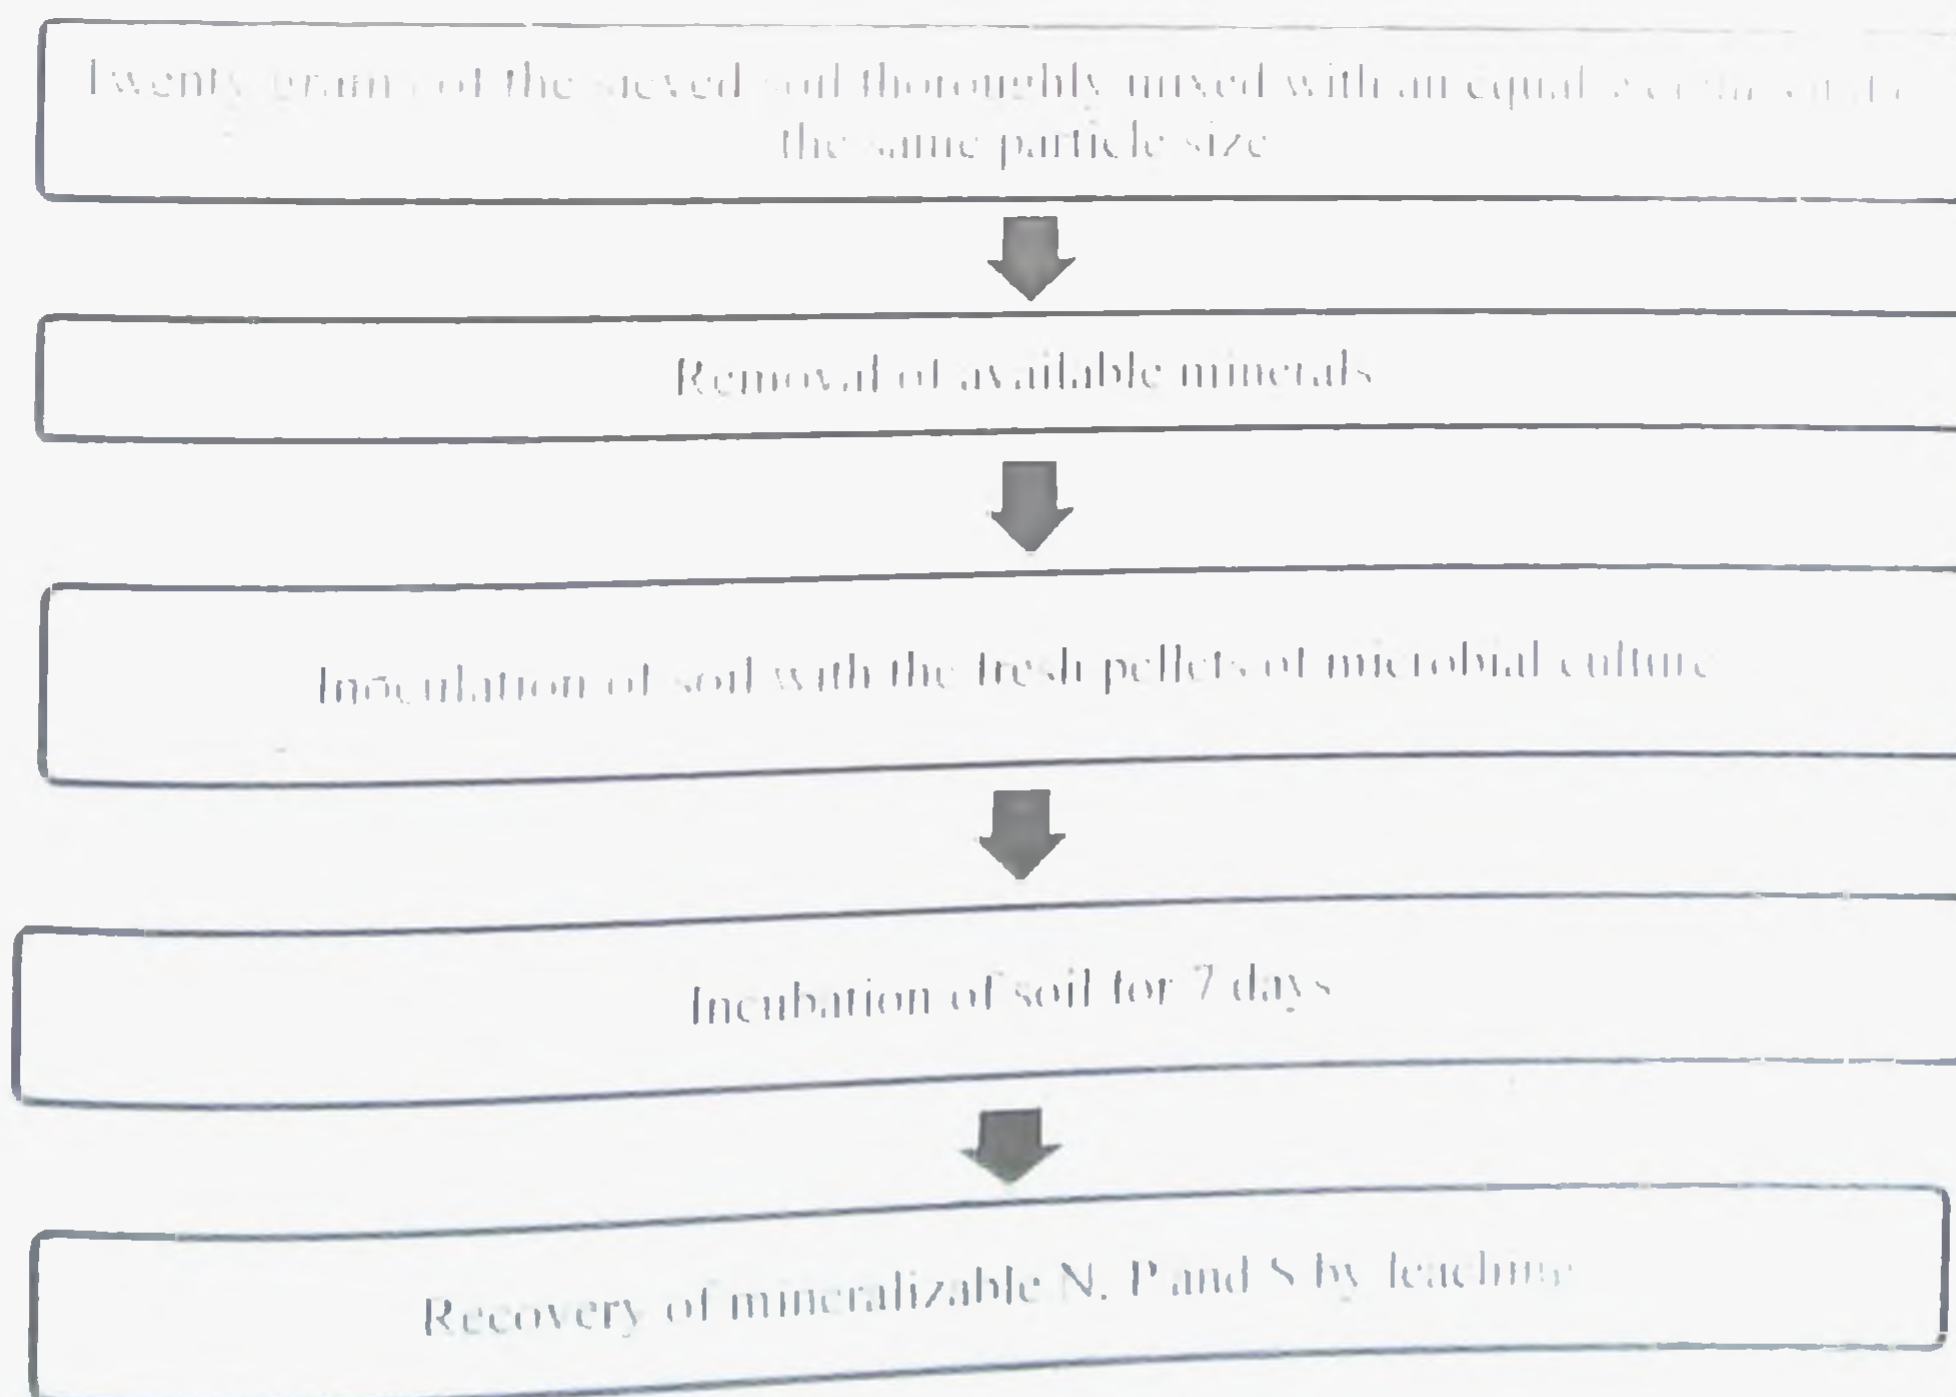 Twenty grams of the sieved soil thoroughly mixed with an equal
the same particle size
Removal of available minerals
Inoculation of soil with the fresh pellets of microbial culture
Incubation of soil for 7 days
Recovery of mineralizable N, P and S by leaching